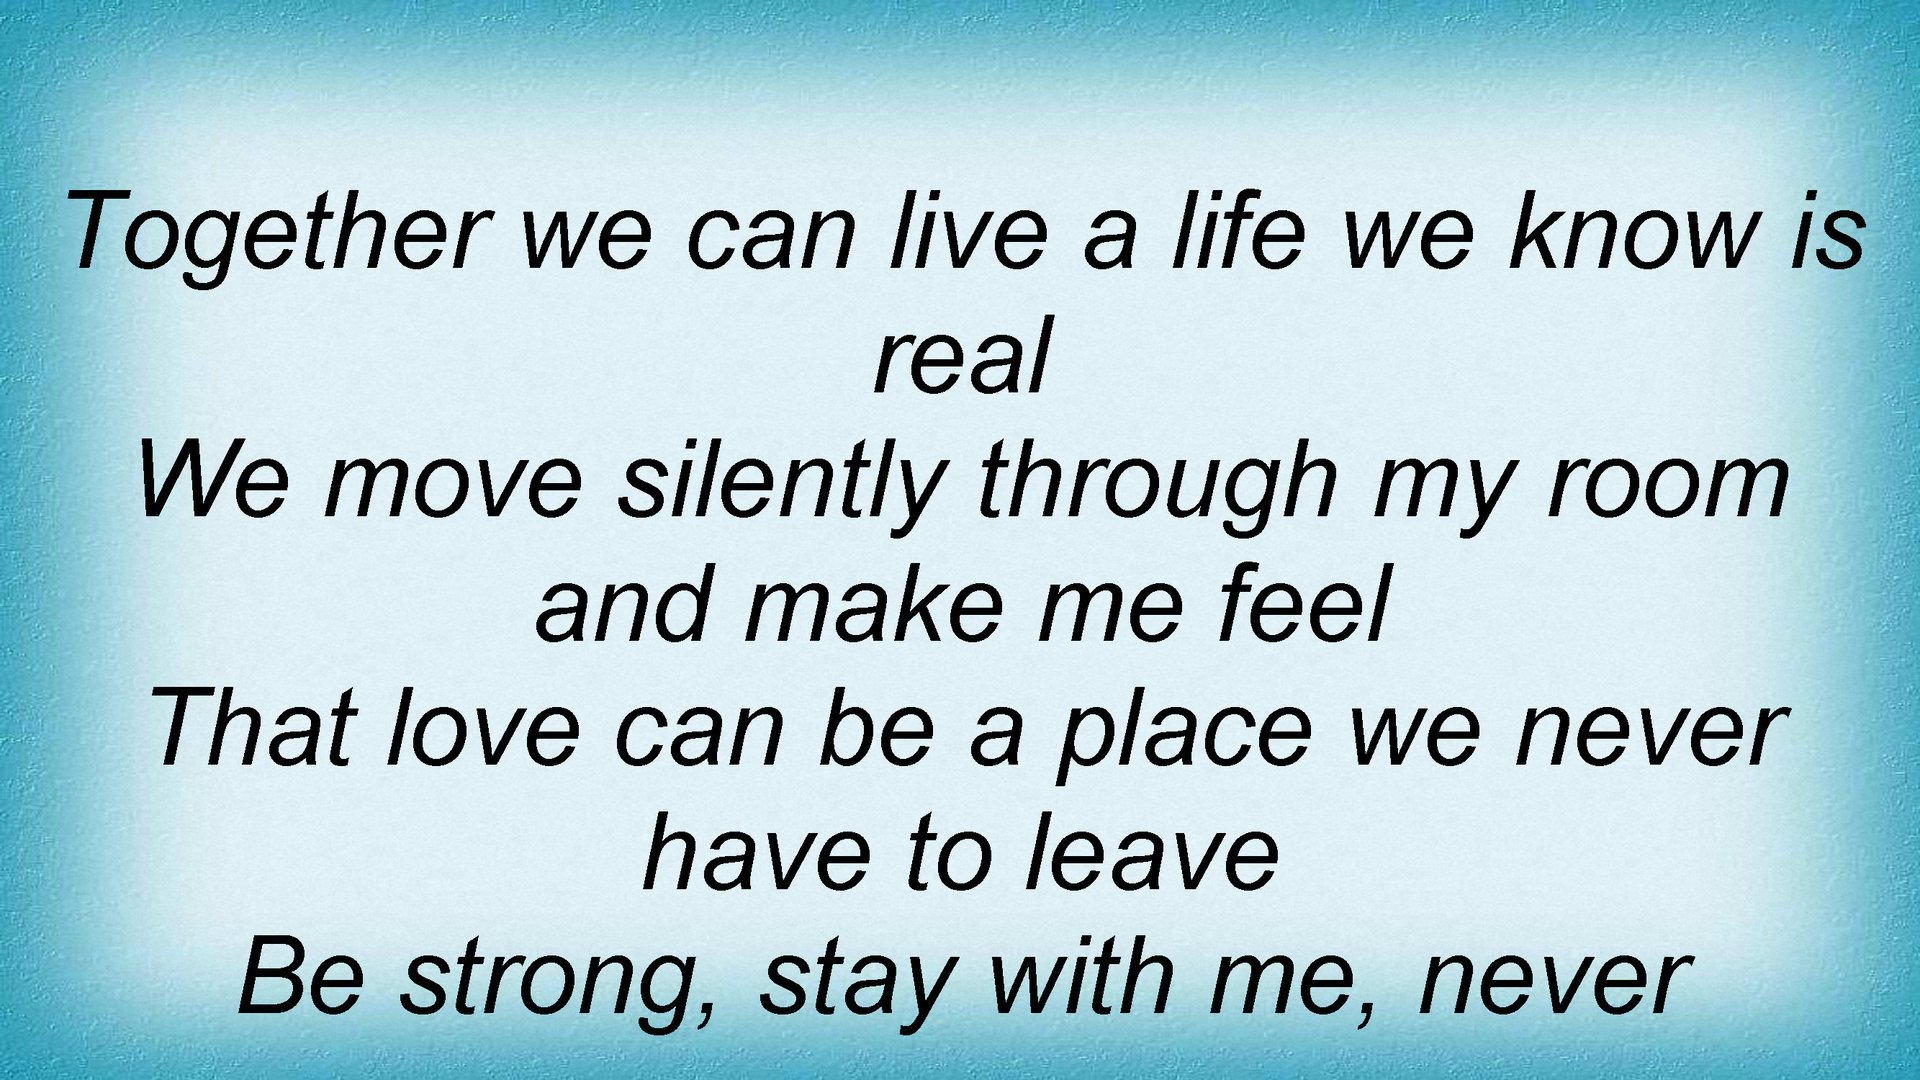 Together we can live a life we know is
real
We move silently through my room
and make me feel
That love can be a place we never
have to leave
Be strong, stay with me, never